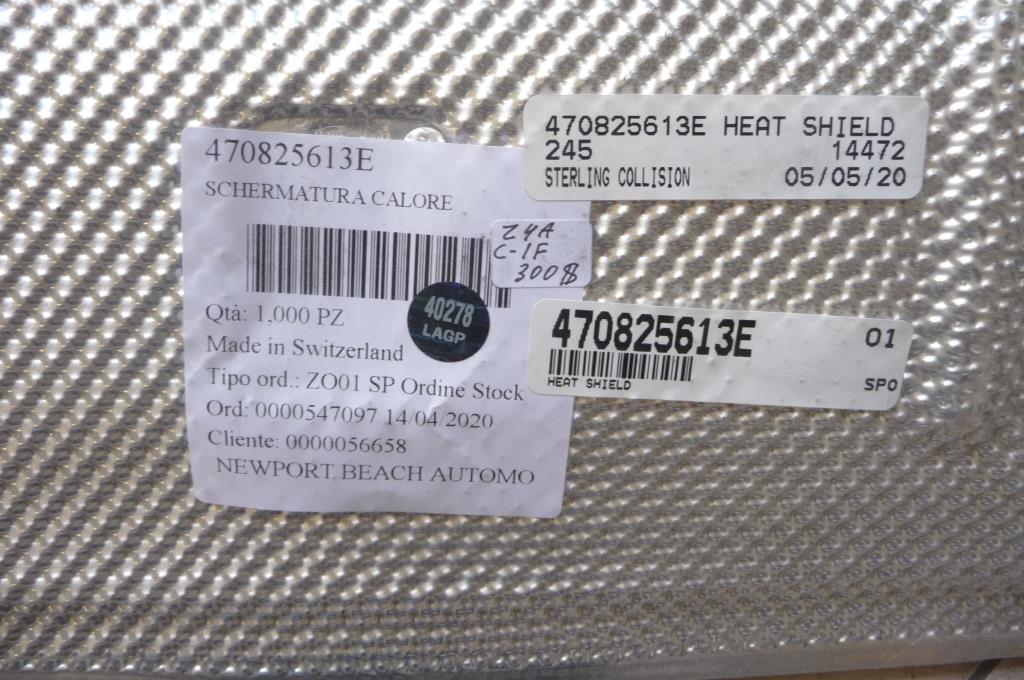 470825613E
SCHERMATURA CALORE
Qtà: 1,000 PZ
Made in Switzerland
Tipo ord.: ZO01 SP Ordine Stock
Ord: 0000547097 14/04/2020
Cliente: 0000056658
NEWPORT BEACH AUTOMO
40278
LAGP
Z4A
C-1F
300$
470825613E HEAT SHIELD
245 14472
STERLING COLLISION 05/05/20
470825613E 01
HEAT SHIELD SPO